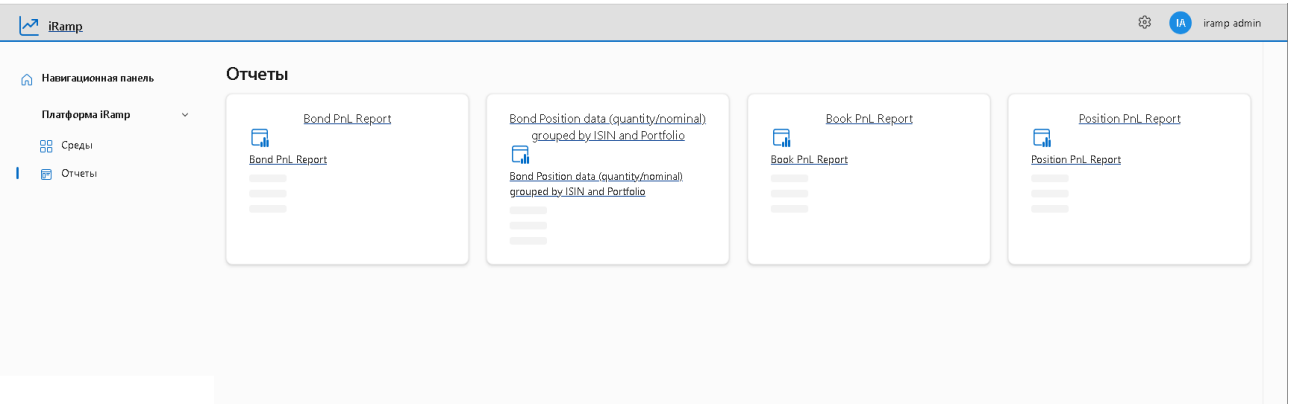 iRamp
IA
iramp admin
Навигационная панель
Платформа iRamp
Среды
Отчеты
Отчеты
Bond PnL Report
Bond PnL Report
Bond Position data (quantity/nominal)
grouped by ISIN and Portfolio
Bond Position data (quantity/nominal)
grouped by ISIN and Portfolio
Book PnL Report
Book PnL Report
Position PnL Report
Position PnL Report